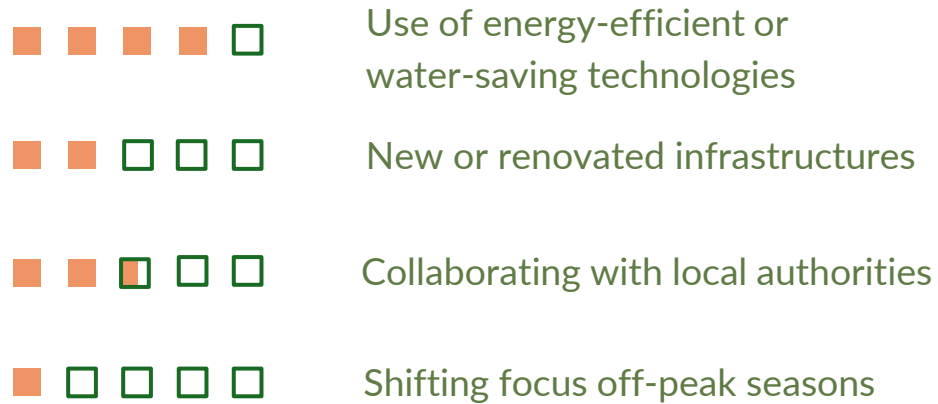 Use of energy-efficient or
water-saving technologies
New or renovated infrastructures
Collaborating with local authorities
Shifting focus off-peak seasons